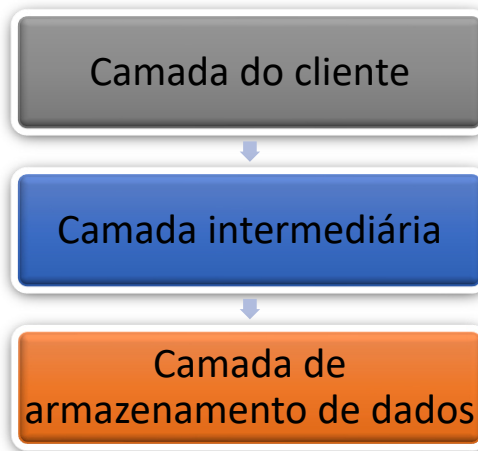 Camada do cliente
Camada intermediária
Camada de
armazenamento de dados